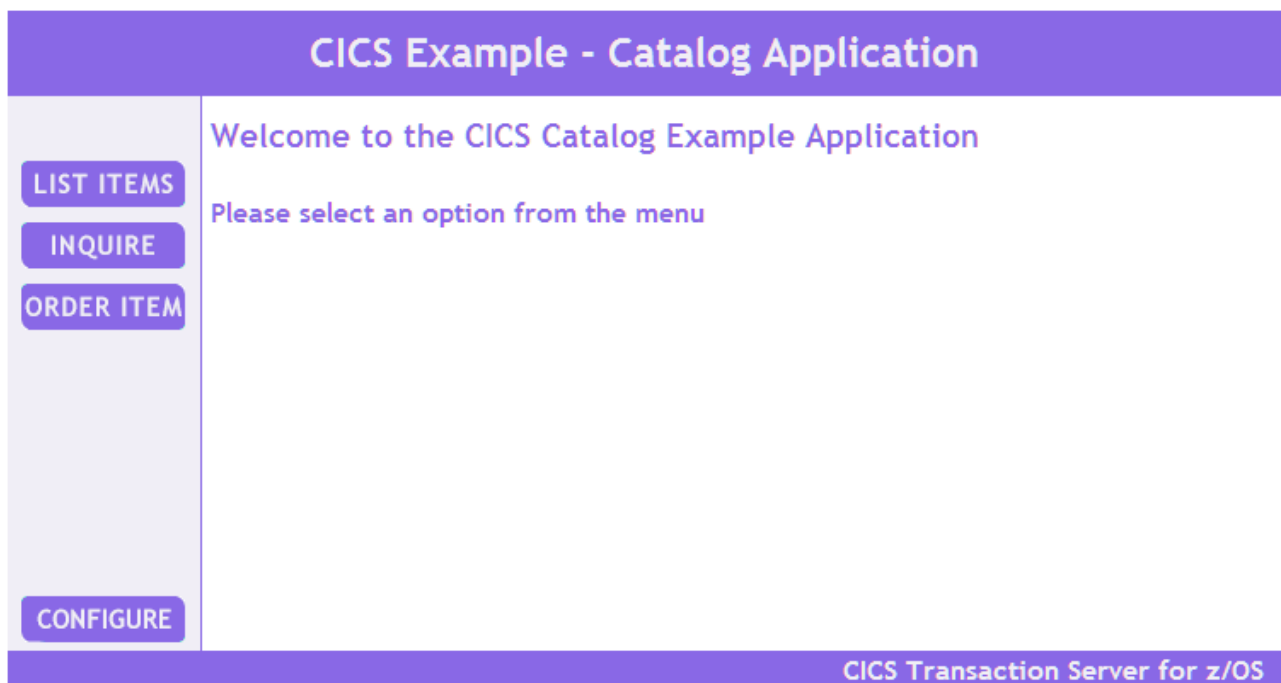 CICS Example - Catalog Application
Welcome to the CICS Catalog Example Application
Please select an option from the menu
LIST ITEMS
INQUIRE
ORDER ITEM
CONFIGURE
CICS Transaction Server for z/OS